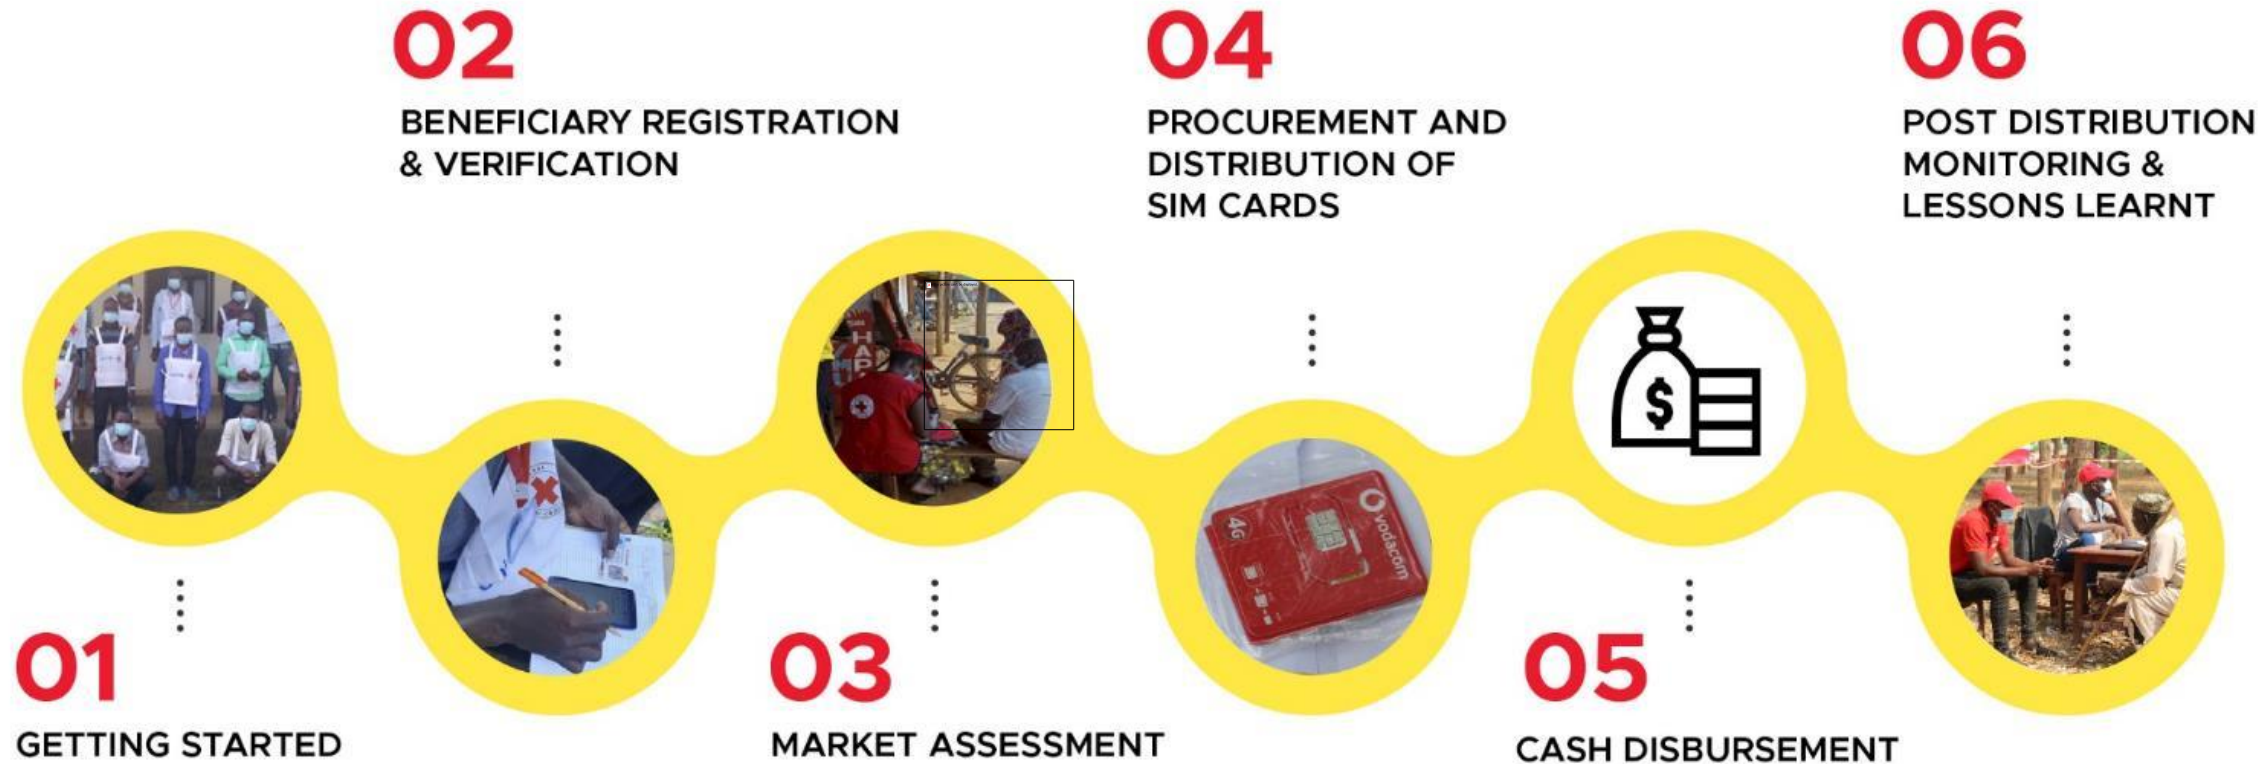 02
BENEFICIARY REGISTRATION
& VERIFICATION
04
PROCUREMENT AND
DISTRIBUTION OF
SIM CARDS
06
POST DISTRIBUTION
MONITORING &
LESSONS LEARNT
HAP
$
4G
vodacom
01
GETTING STARTED
03
MARKET ASSESSMENT
05
CASH DISBURSEMENT